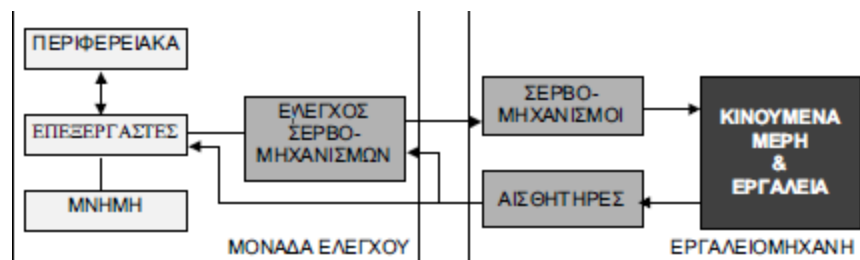 ΠΕΡΙΦΕΡΕΙΑΚΑ
ΕΠΕΞΕΡΓΑΣΤΕΣ
ΜΝΗΜΗ
ΕΛΕΓΧΟΣ
ΣΕΡΒΟ-
ΜΗΧΑΝΙΣΜΩΝ
ΜΟΝΑΔΑ ΕΛΕΓΧΟΥ
ΣΕΡΒΟ-
ΜΗΧΑΝΙΣΜΟΙ
ΑΙΣΘΗΤΗΡΕΣ
ΚΙΝΟΥΜΕΝΑ
ΜΕΡΗ
&
ΕΡΓΑΛΕΙΑ
ΕΡΓΑΛΕΙΟΜΗΧΑΝΗ